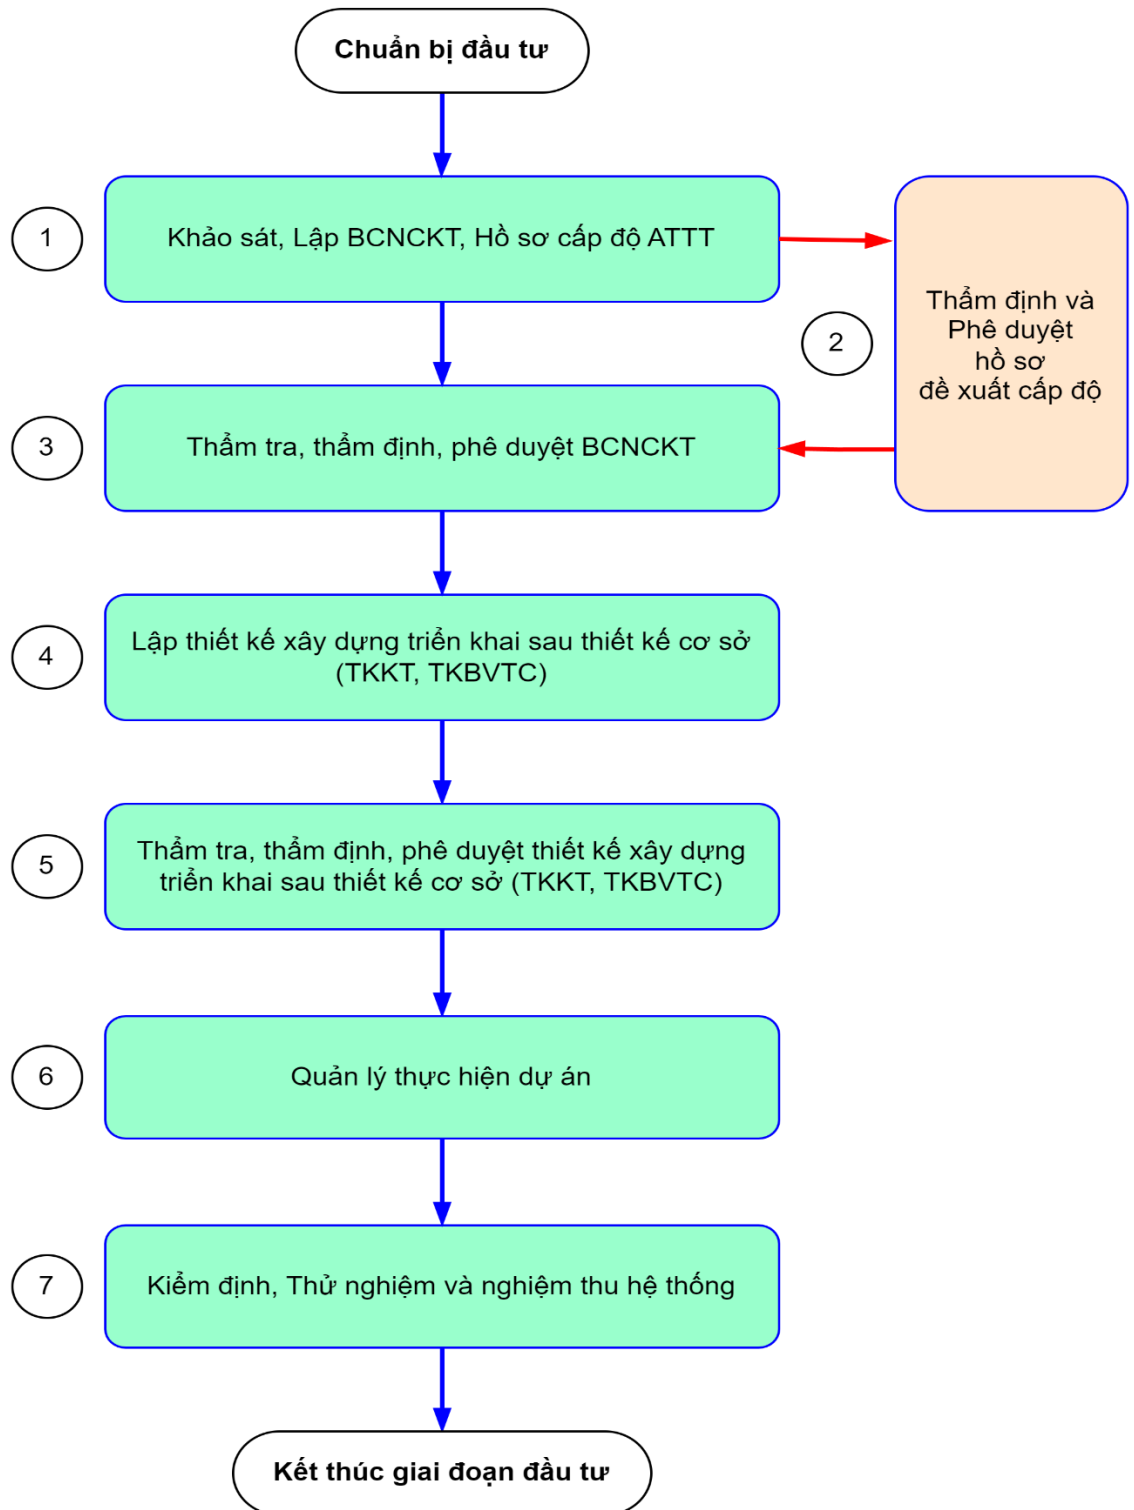 Chuẩn bị đầu tư
1
Khảo sát, Lập BCNCKT, Hồ sơ cấp độ ATTT
2
Thẩm định và
Phê duyệt
hồ sơ
đề xuất cấp độ
3
Thẩm tra, thẩm định, phê duyệt BCNCKT
4
Lập thiết kế xây dựng triển khai sau thiết kế cơ sở
(TKKT, TKBVTC)
5
Thẩm tra, thẩm định, phê duyệt thiết kế xây dựng
triển khai sau thiết kế cơ sở (TKKT, TKBVTC)
6
Quản lý thực hiện dự án
7
Kiểm định, Thử nghiệm và nghiệm thu hệ thống
Kết thúc giai đoạn đầu tư